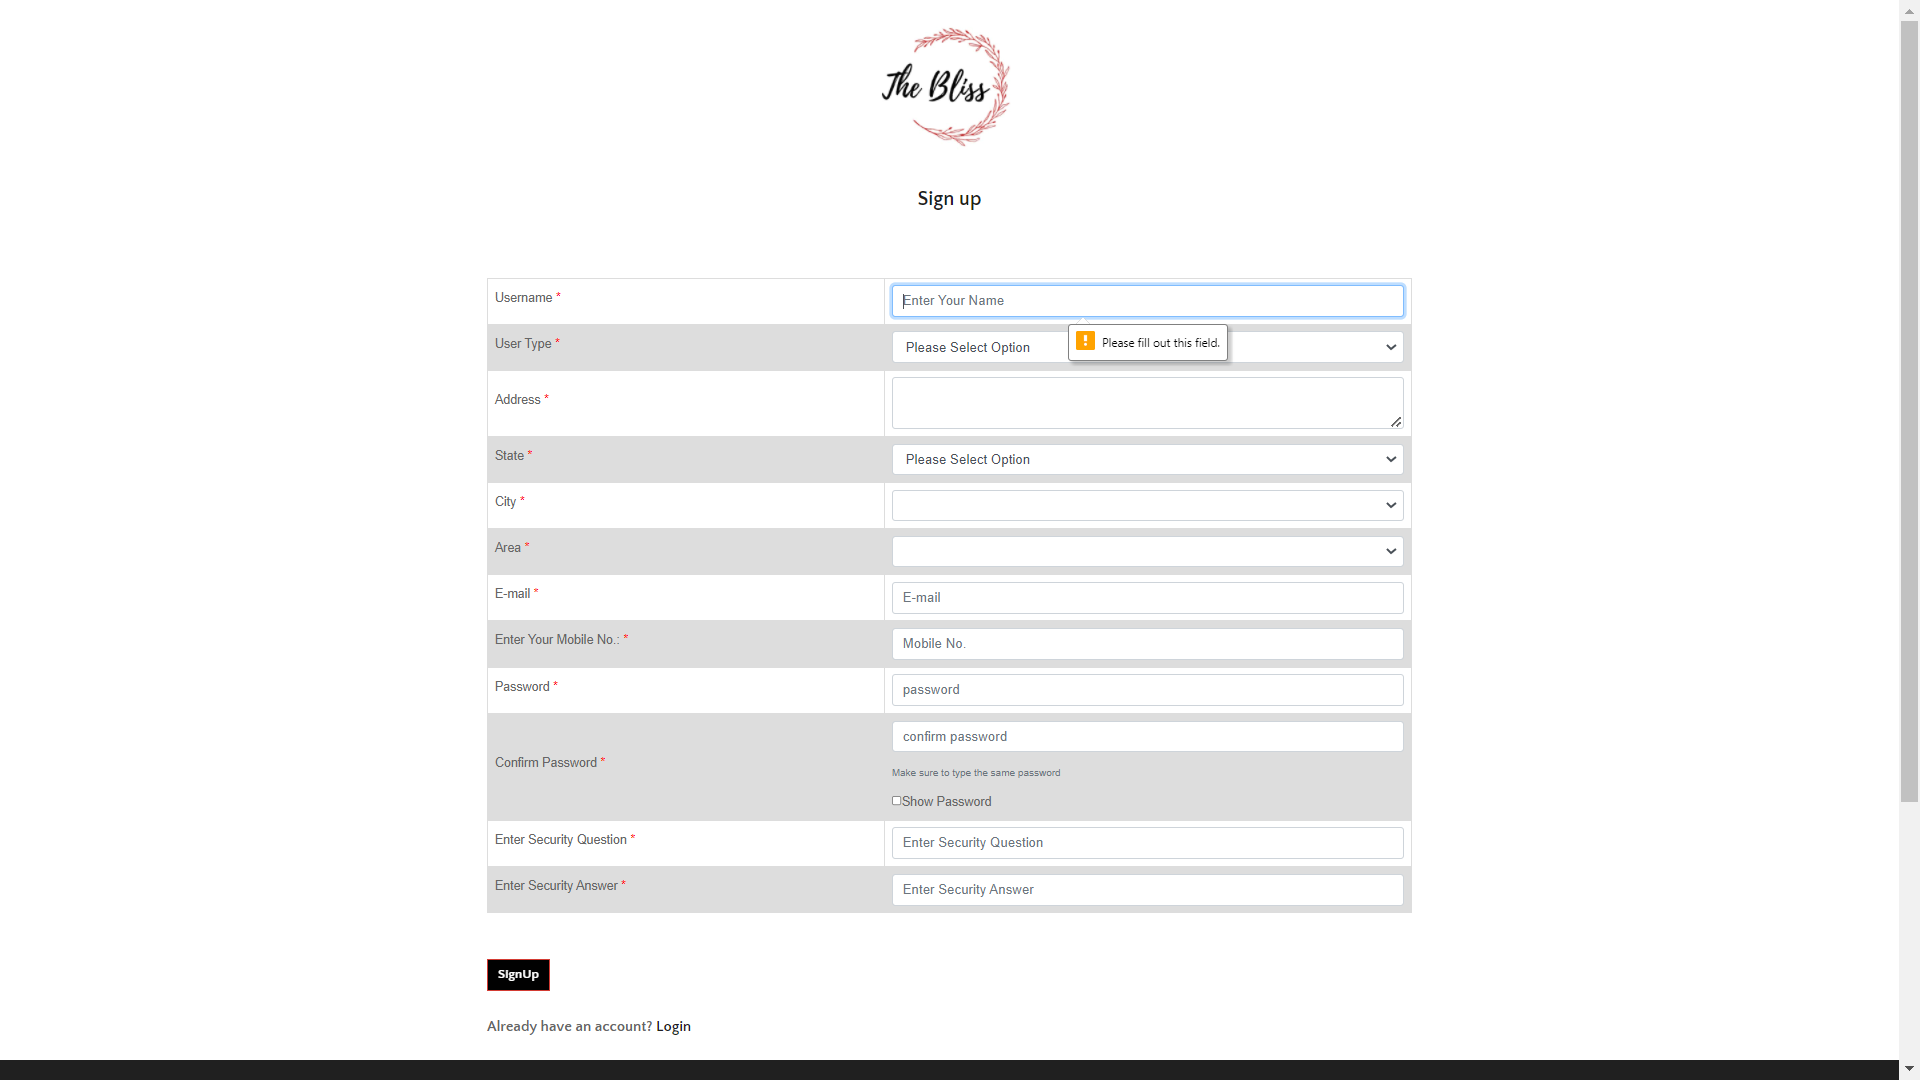 The Bliss
Sign up
Username *
Enter Your Name
Please fill out this field.
User Type *
Please Select Option
Address *
State *
Please Select Option
City *
Area *
E-mail *
E-mail
Enter Your Mobile No.: *
Mobile No.
Password *
password
Confirm Password *
confirm password
Make sure to type the same password
Show Password
Enter Security Question *
Enter Security Question
Enter Security Answer *
Enter Security Answer
SignUp
Already have an account? Login